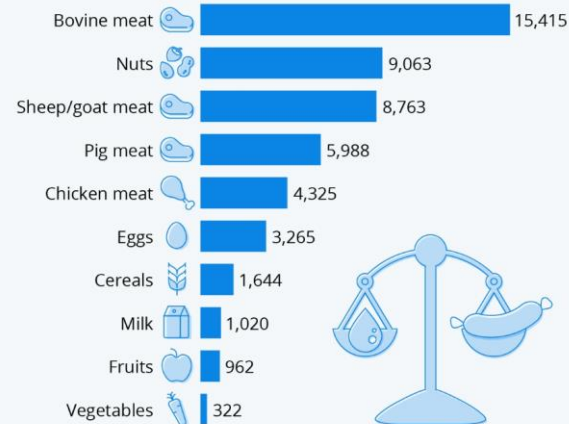 Bovine meat 15,415
Nuts 9,063
Sheep/goat meat 8,763
Pig meat 5,988
Chicken meat 4,325
Eggs 3,265
Cereals 1,644
Milk 1,020
Fruits 962
Vegetables 322